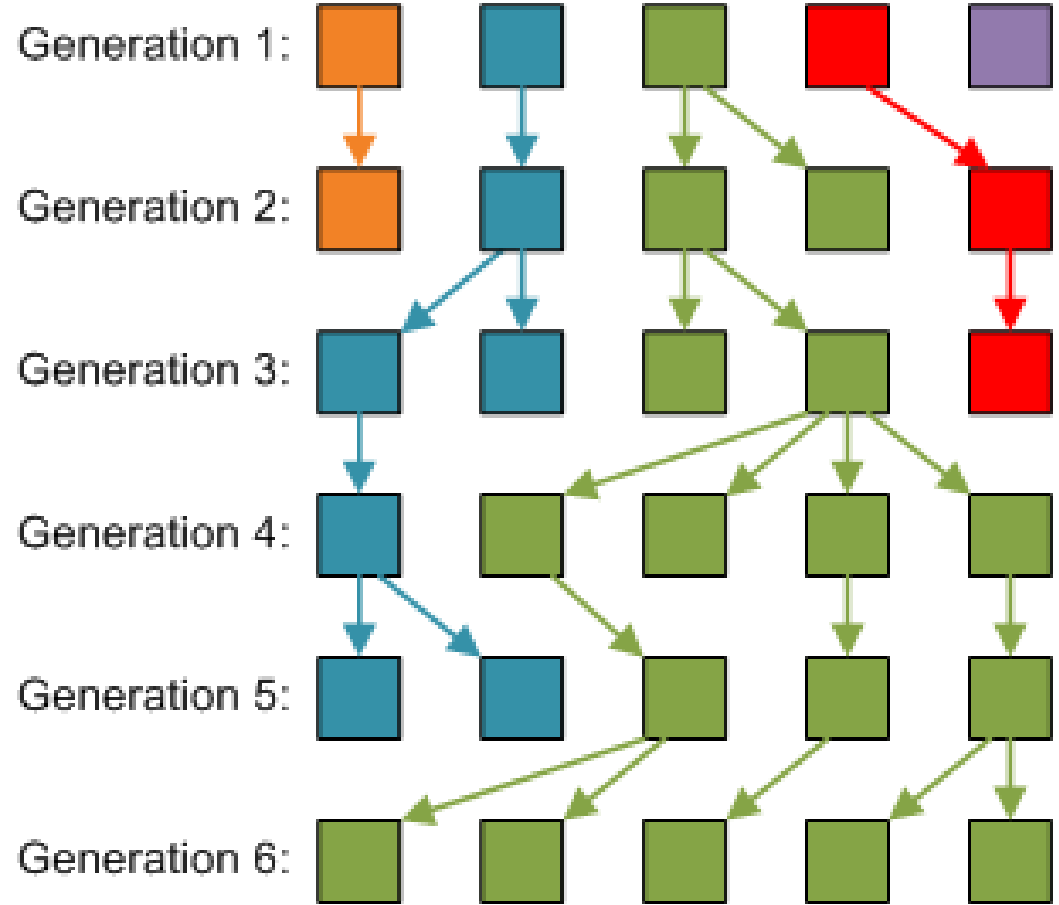 Generation 1:
Generation 2:
Generation 3:
Generation 4:
Generation 5:
Generation 6: